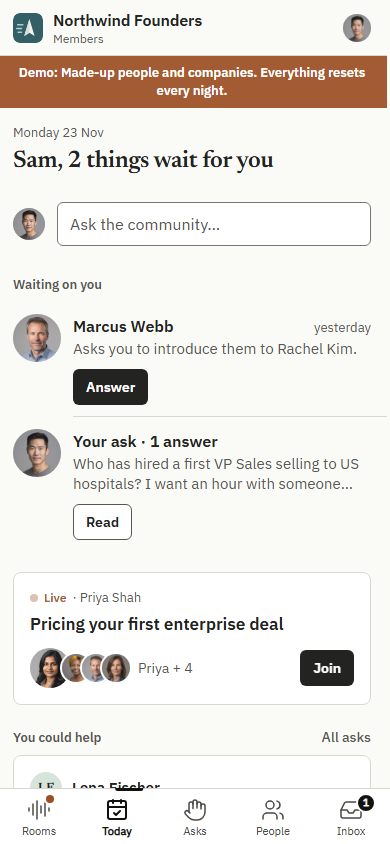 Northwind Founders
Members
Demo: Made-up people and companies. Everything resets
every night.
Monday 23 Nov
Sam, 2 things wait for you
Ask the community...
Waiting on you
Marcus Webb
yesterday
Asks you to introduce them to Rachel Kim.
Answer
Your ask · 1 answer
Who has hired a first VP Sales selling to US
hospitals? I want an hour with someone...
Read
Live · Priya Shah
Pricing your first enterprise deal
Priya + 4
Join
You could help
All asks
LF
Lena Fischer
1
Rooms
Today
Asks
People
Inbox